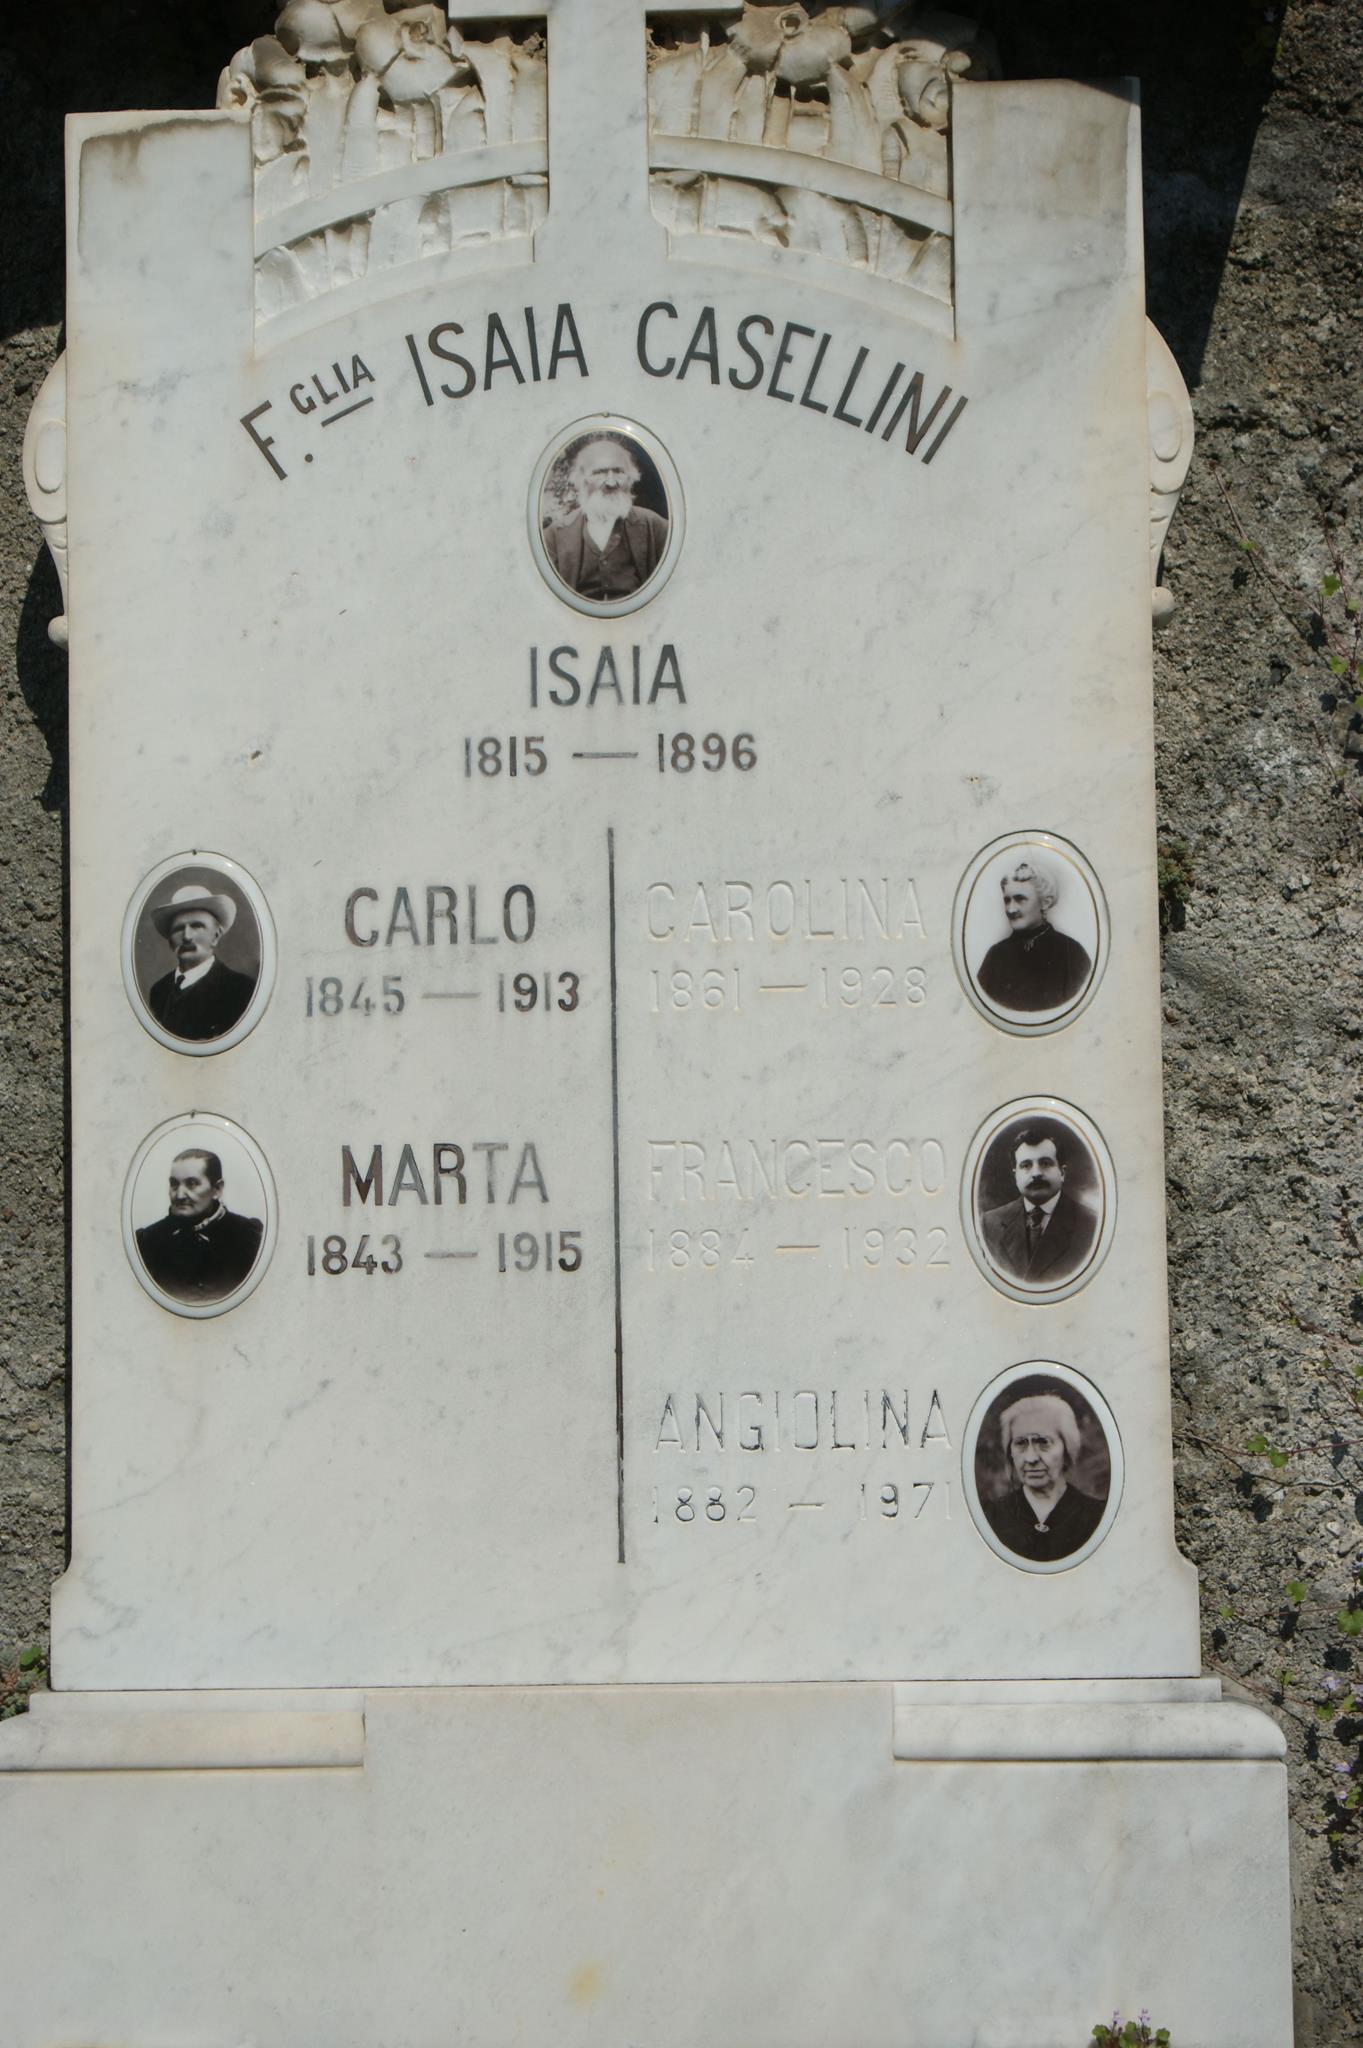 F.GLIA ISAIA CASELLINI
ISAIA
1815 — 1896
CARLO
1845 — 1913
MARTA
1843 — 1915
CAROLINA
1861 — 1928
FRANCESCO
1884 — 1932
ANGIOLINA
1882 — 1971